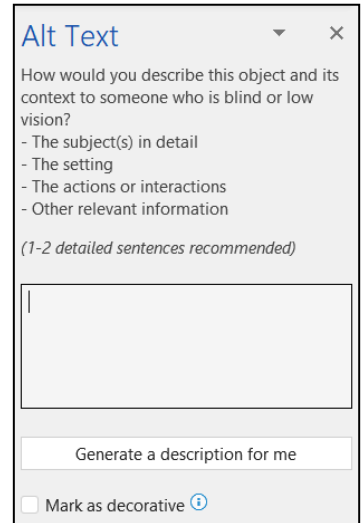 Alt Text
How would you describe this object and its
context to someone who is blind or low
vision?
- The subject(s) in detail
- The setting
- The actions or interactions
- Other relevant information
(1-2 detailed sentences recommended)
Generate a description for me
Mark as decorative